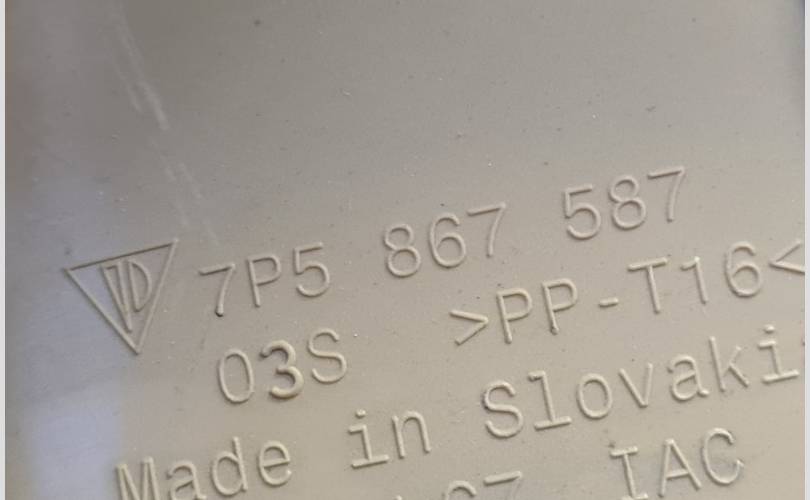 7P5 867 587
03S >PP-T16<
Made in Slovaki
IAC